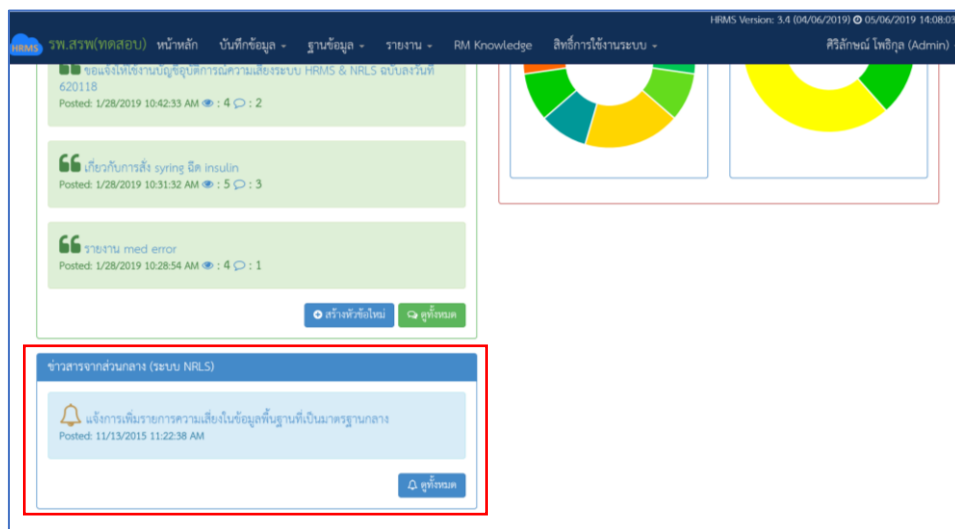 HRMS Version: 3.4 (04/06/2019) 05/06/2019 14:08:03
HRMS รพ.สรพ(ทดสอบ) หน้าหลัก บันทึกข้อมูล ฐานข้อมูล รายงาน RM Knowledge สิทธิ์การใช้งานระบบ ศิริลักษณ์ โพธิกุล (Admin)
ขอแจ้งให้ใช้งานบัญชีอุบัติการณ์ความเสี่ยงระบบ HRMS & NRLS ฉบับลงวันที่
620118
Posted: 1/28/2019 10:42:33 AM : 4 : 2
เกี่ยวกับการสั่ง syring ฉีด insulin
Posted: 1/28/2019 10:31:32 AM : 5 : 3
รายงาน med error
Posted: 1/28/2019 10:28:54 AM : 4 : 1
สร้างหัวข้อใหม่ ดูทั้งหมด
ข่าวสารจากส่วนกลาง (ระบบ NRLS)
แจ้งการเพิ่มรายการความเสี่ยงในข้อมูลพื้นฐานที่เป็นมาตรฐานกลาง
Posted: 11/13/2015 11:22:38 AM
ดูทั้งหมด